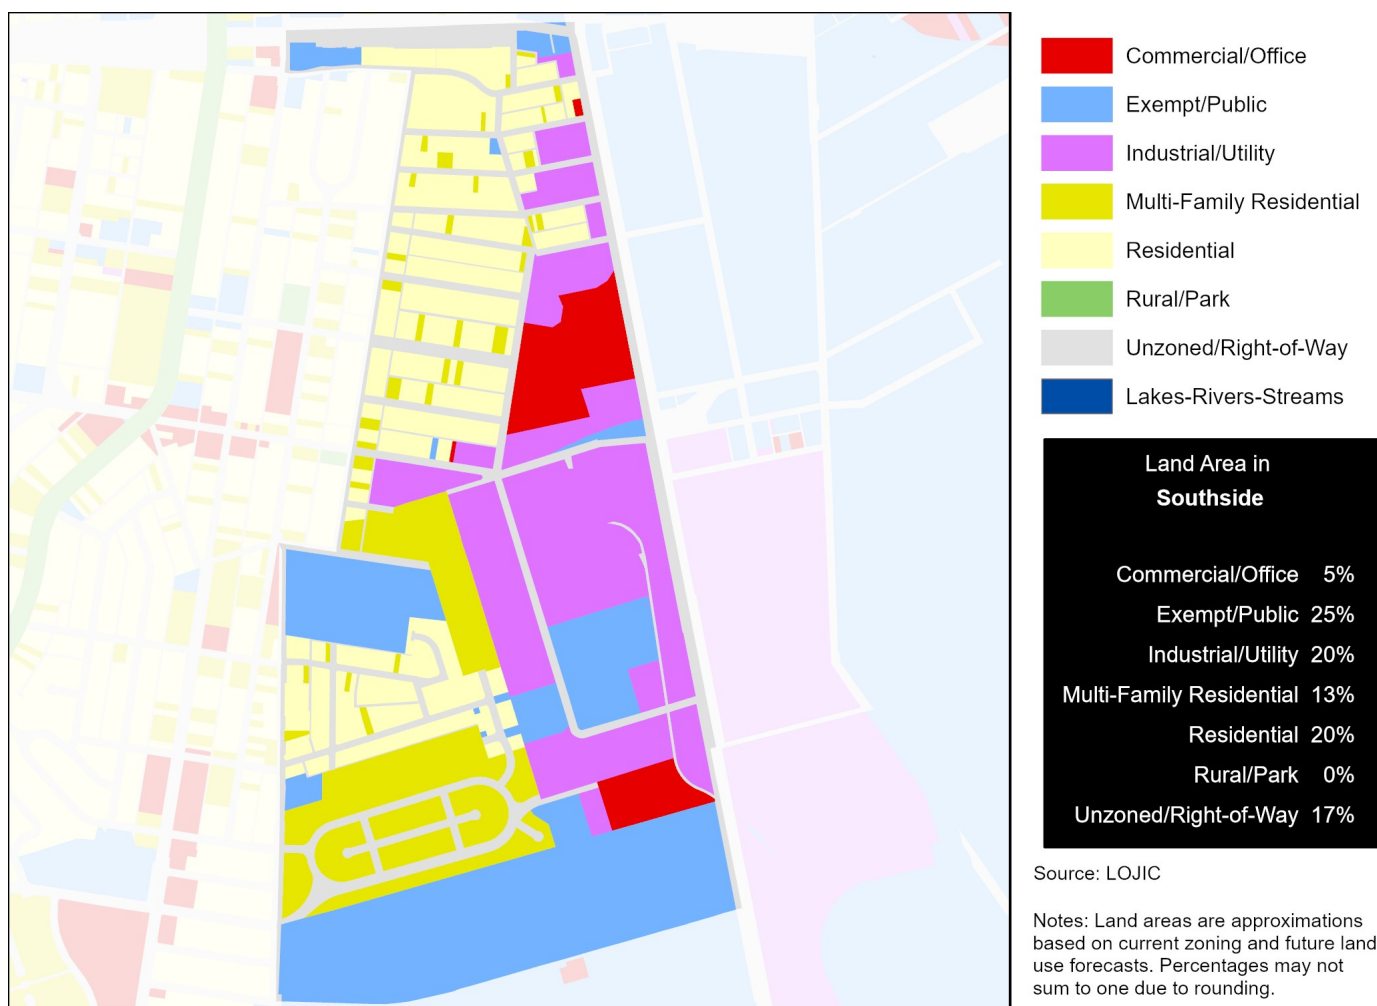 Commercial/Office
Exempt/Public
Industrial/Utility
Multi-Family Residential
Residential
Rural/Park
Unzoned/Right-of-Way
Lakes-Rivers-Streams
Land Area in
Southside
Commercial/Office 5%
Exempt/Public 25%
Industrial/Utility 20%
Multi-Family Residential 13%
Residential 20%
Rural/Park 0%
Unzoned/Right-of-Way 17%
Source: LOJIC
Notes: Land areas are approximations
based on current zoning and future land
use forecasts. Percentages may not
sum to one due to rounding.